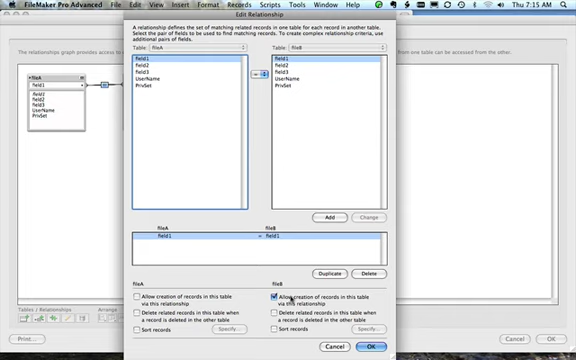 FileMaker Pro Advanced File Edit View Insert Format Records Scripts Tools Window Help Thu 7:15 AM
Edit Relationship
A relationship defines the set of matching related records in one table for each record in another table.
Select the pair of fields to be used to find matching records. To create complex relationship criteria, use
additional pairs of fields.
The relationships graph provides access to
from one table can be accessed from the other.
Table fileA
Table fileB
field1
field2
field3
UserName
PrivSet
=
field1
field2
field3
UserName
PrivSet
fileA
field1
field1
field2
field3
UserName
PrivSet
Add
Change
fileA
fileB
field1 = field1
Duplicate
Delete
fileA
fileB
Allow creation of records in this table
via this relationship
Delete related records in this table when
a record is deleted in the other table
Sort records
Specify...
Allow creation of records in this table
via this relationship
Delete related records in this table when
a record is deleted in the other table
Sort records
Specify...
Tables / Relationships
Arrange
Print...
Cancel
OK
Cancel
OK